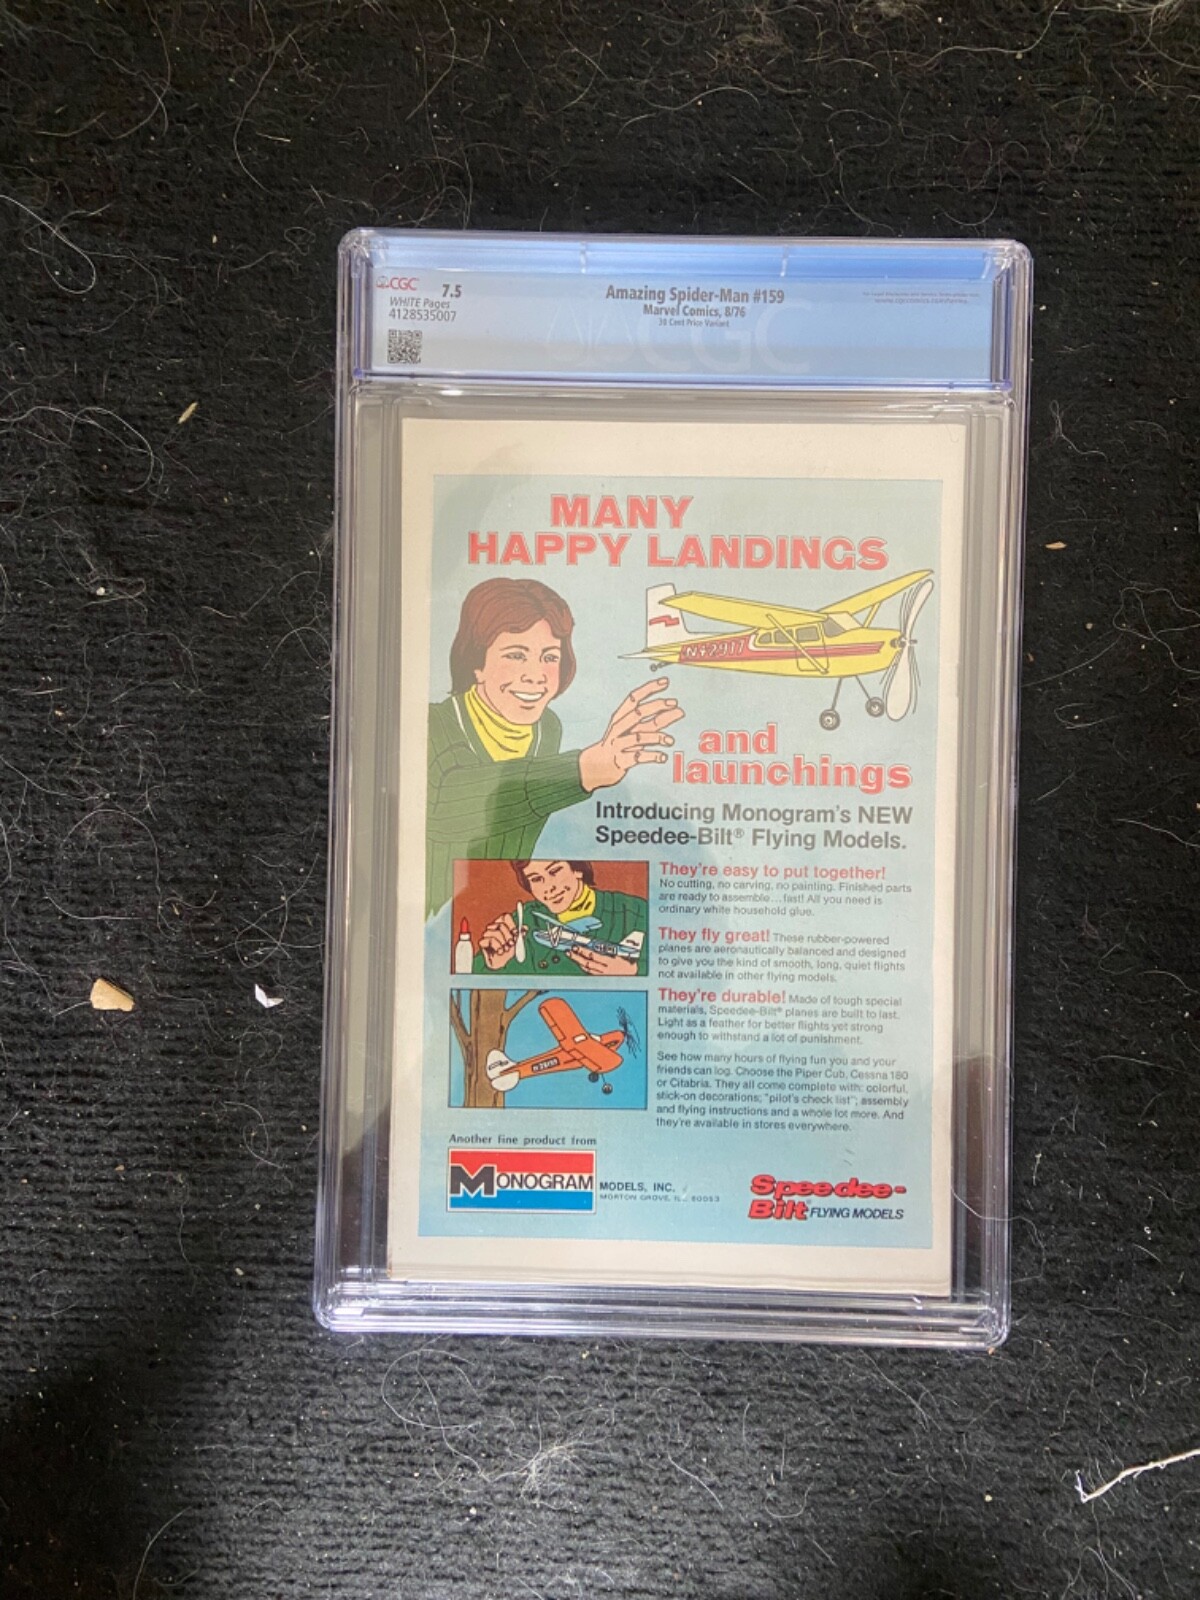 CGC 7.5
WHITE Pages
4128535007
Amazing Spider-Man #159
Marvel Comics, 8/76
30 Cent Price Variant
CGC
MANY
HAPPY LANDINGS
N42917
and
launchings
Introducing Monogram's NEW
Speedee-Bilt® Flying Models.
They're easy to put together!
No cutting, no carving, no painting. Finished parts
are ready to assemble...fast! All you need is
ordinary white household glue.
They fly great! These rubber-powered
planes are aeronautically balanced and designed
to give you the kind of smooth, long, quiet flights
not available in other flying models.
They're durable! Made of tough special
materials, Speedee-Bilt® planes are built to last.
Light as a feather for better flights yet strong
enough to withstand a lot of punishment.
See how many hours of flying fun you and your
friends can log. Choose the Piper Cub, Cessna 180
or Citabria. They all come complete with: colorful,
stick-on decorations; "pilot's check list"; assembly
and flying instructions and a whole lot more. And
they're available in stores everywhere.
Another fine product from
MONOGRAM MODELS, INC.
MORTON GROVE, IL. 60053
Speedee-
Bilt® FLYING MODELS